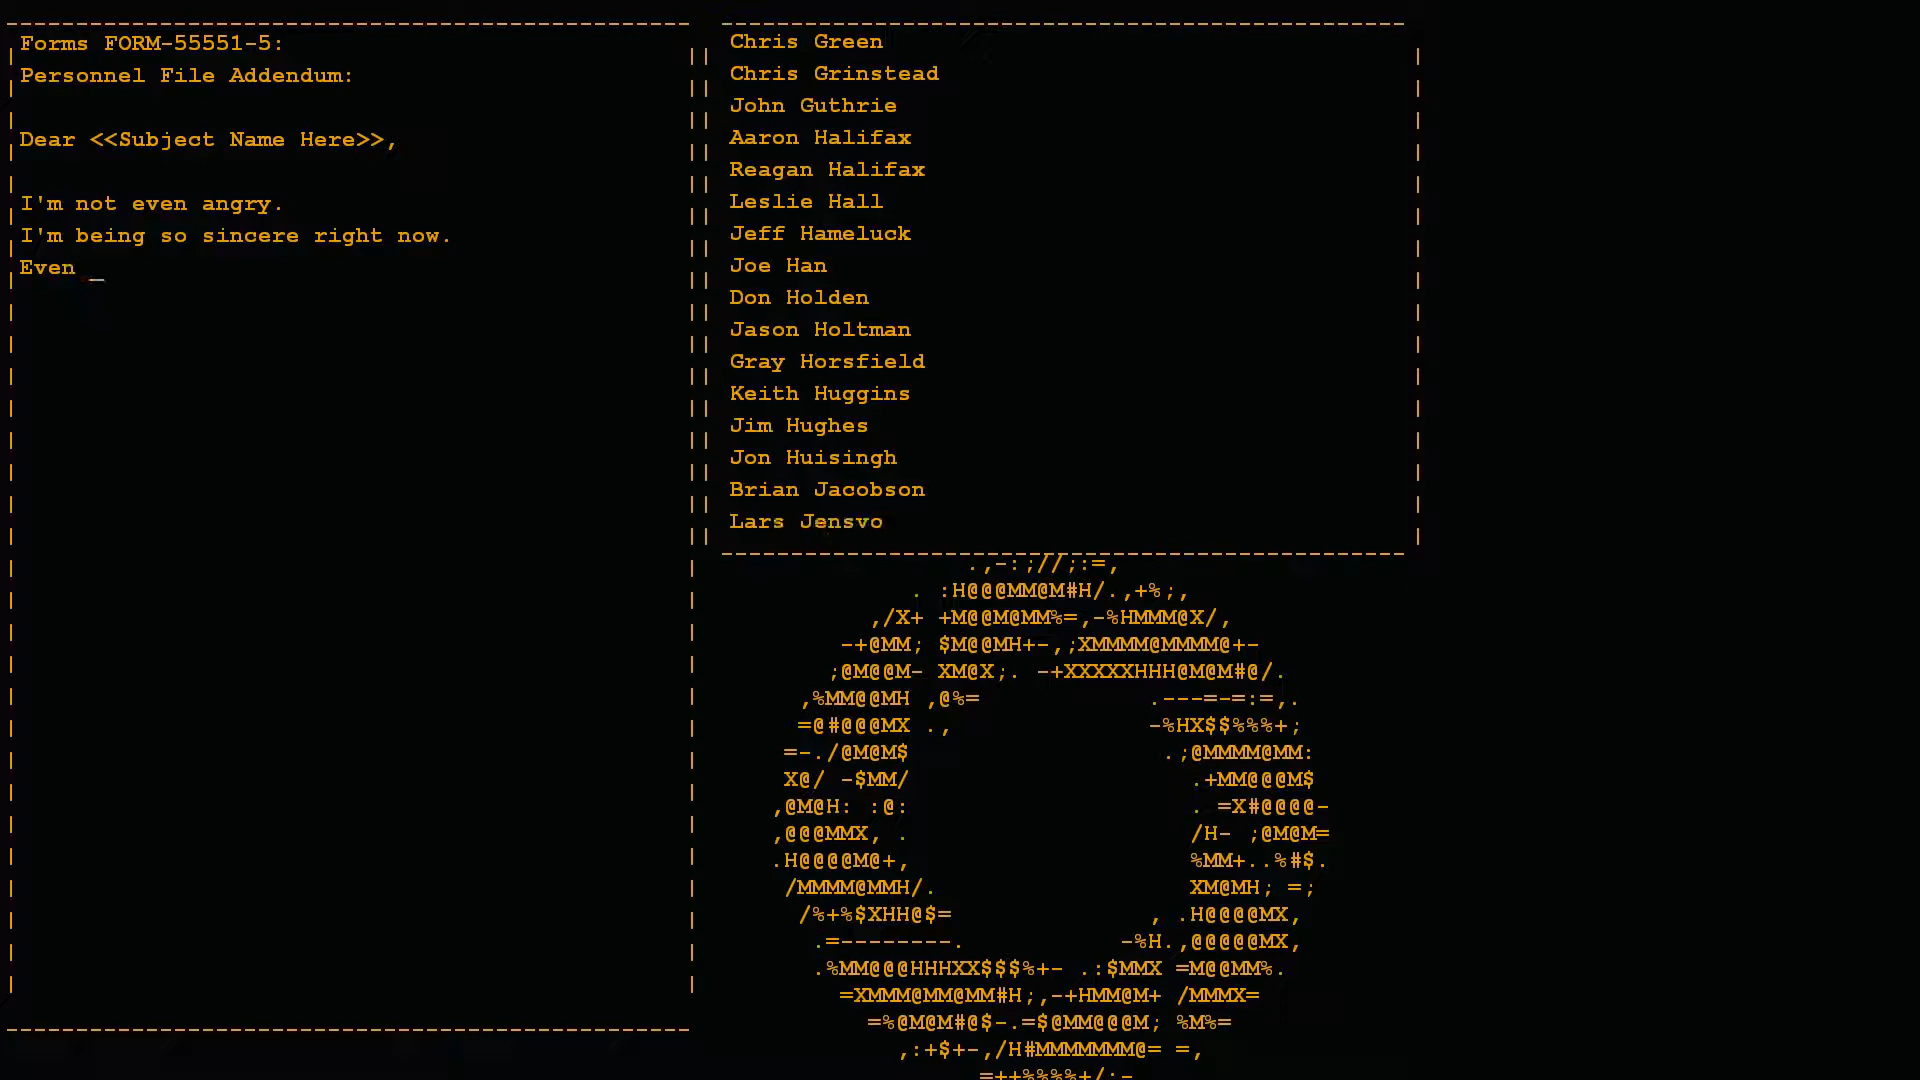 Forms FORM-55551-5:
Personnel File Addendum:
Dear <<Subject Name Here>>,
I'm not even angry.
I'm being so sincere right now.
Even _
Chris Green
Chris Grinstead
John Guthrie
Aaron Halifax
Reagan Halifax
Leslie Hall
Jeff Hameluck
Joe Han
Don Holden
Jason Holtman
Gray Horsfield
Keith Huggins
Jim Hughes
Jon Huisingh
Brian Jacobson
Lars Jensvo